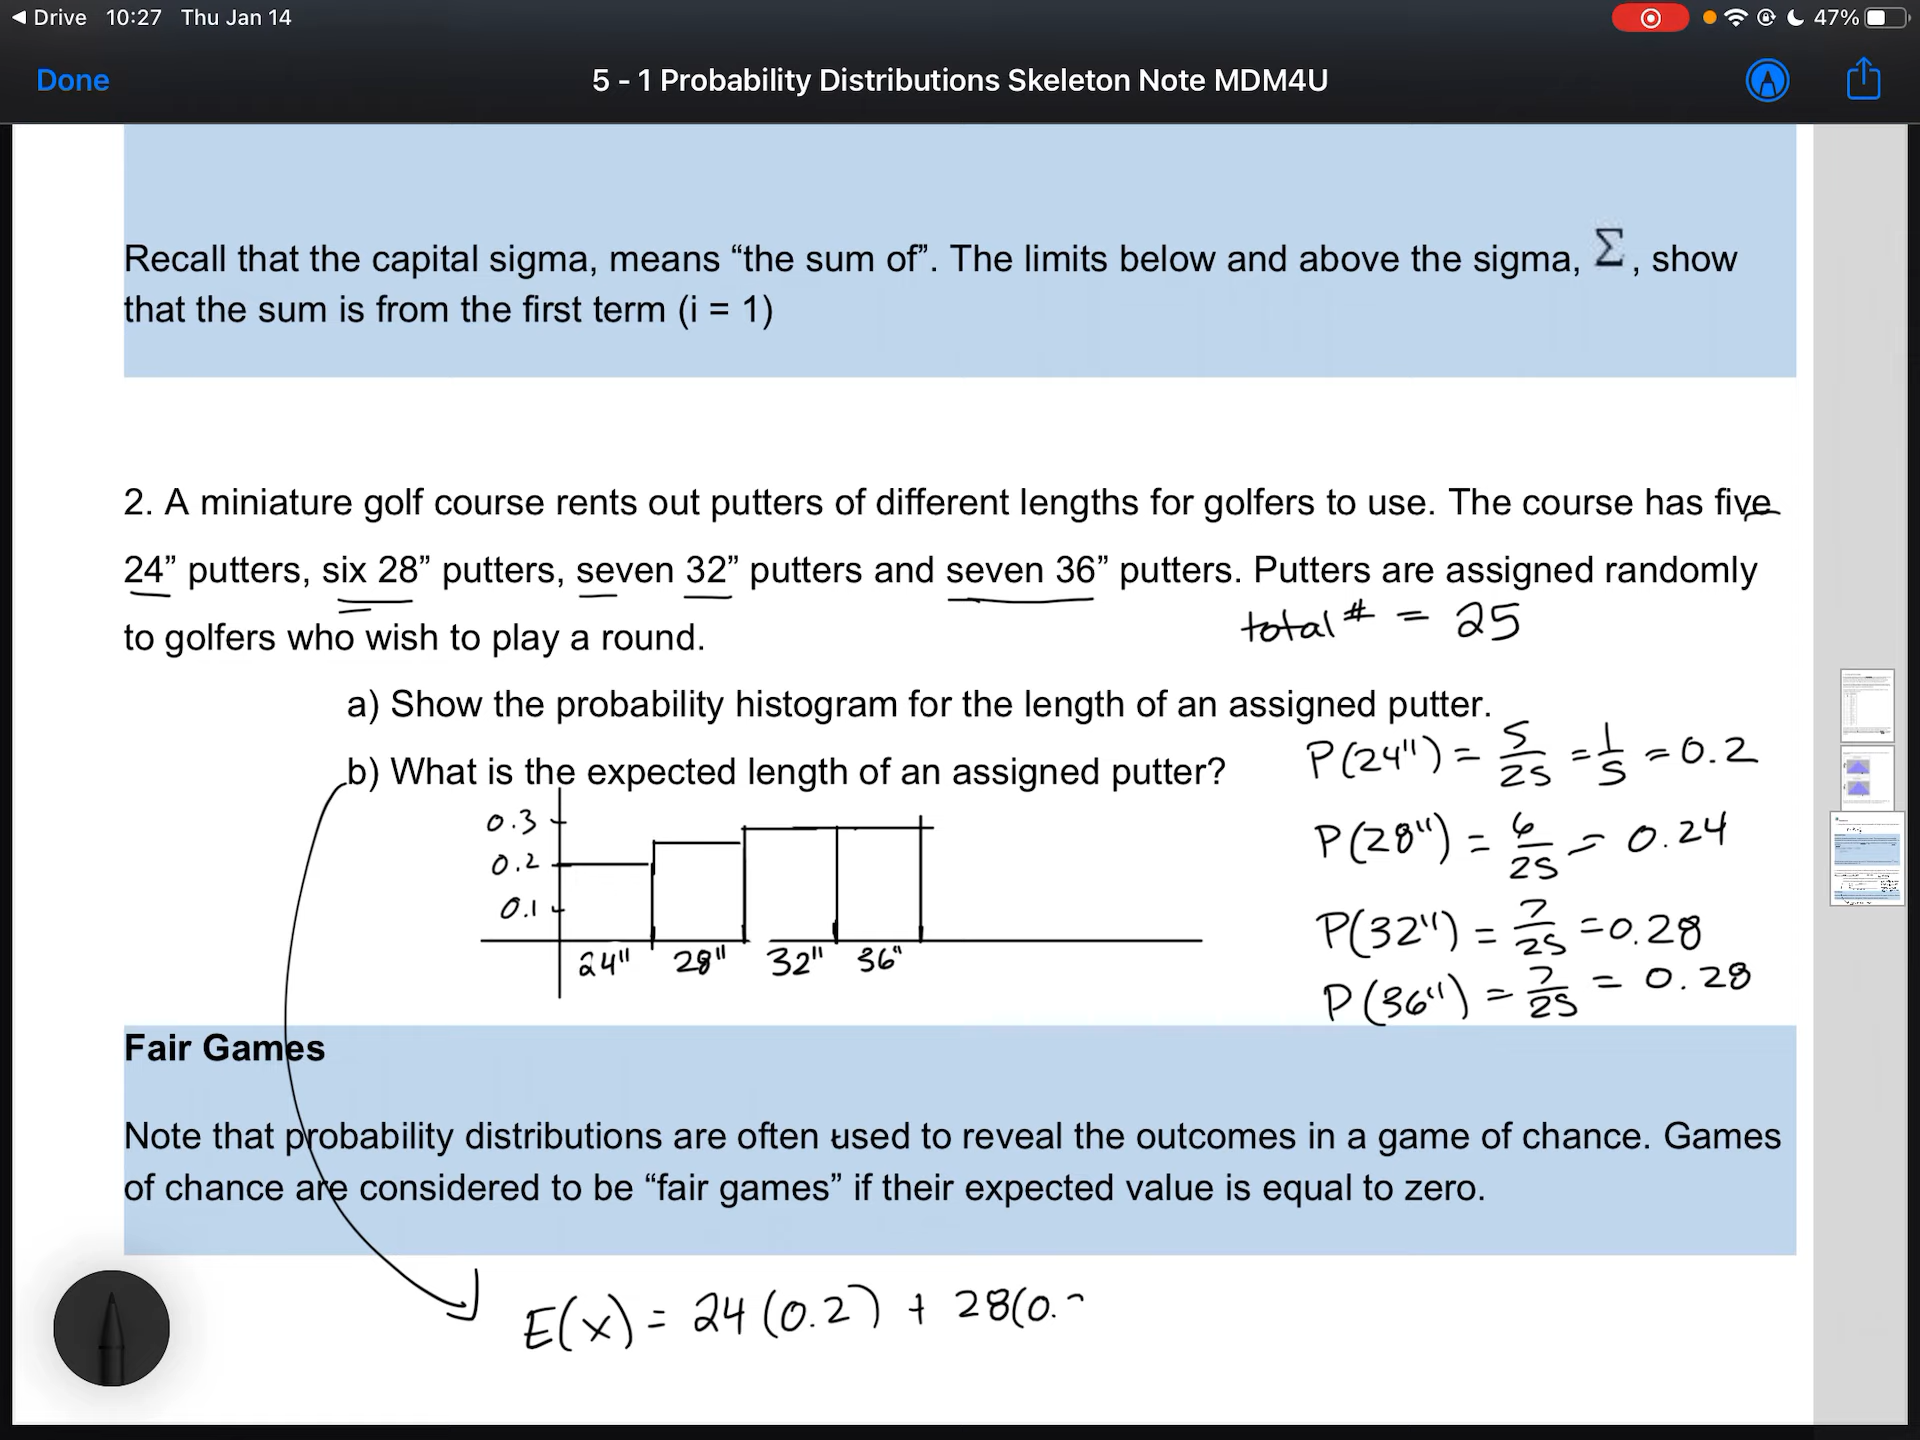 Drive 10:27 Thu Jan 14 47%
Done 5 - 1 Probability Distributions Skeleton Note MDM4U
Recall that the capital sigma, means “the sum of”. The limits below and above the sigma, Σ, show
that the sum is from the first term (i = 1)
2. A miniature golf course rents out putters of different lengths for golfers to use. The course has five
24” putters, six 28” putters, seven 32” putters and seven 36” putters. Putters are assigned randomly
total # = 25
to golfers who wish to play a round.
a) Show the probability histogram for the length of an assigned putter.
P(24") = 5/25 = 1/5 = 0.2
b) What is the expected length of an assigned putter?
0.3
P(28") = 6/25 = 0.24
0.2
0.1
P(32") = 7/25 = 0.28
24" 28" 32" 36"
P(36") = 7/25 = 0.28
Fair Games
Note that probability distributions are often used to reveal the outcomes in a game of chance. Games
of chance are considered to be “fair games” if their expected value is equal to zero.
E(x) = 24(0.2) + 28(0.